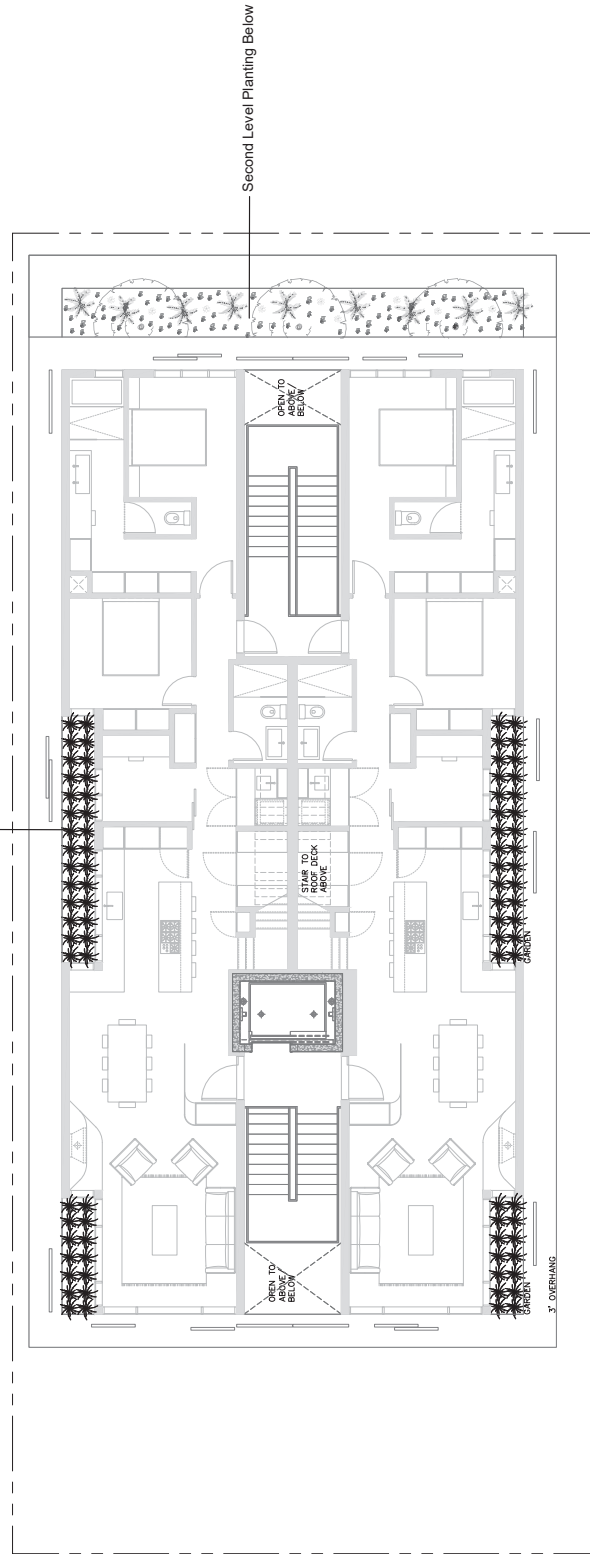 Second Level Planting Below
OPEN TO
ABOVE/
BELOW
STAIR TO
ROOF DECK
ABOVE
GARDEN
OPEN TO
ABOVE/
BELOW
GARDEN
3' OVERHANG